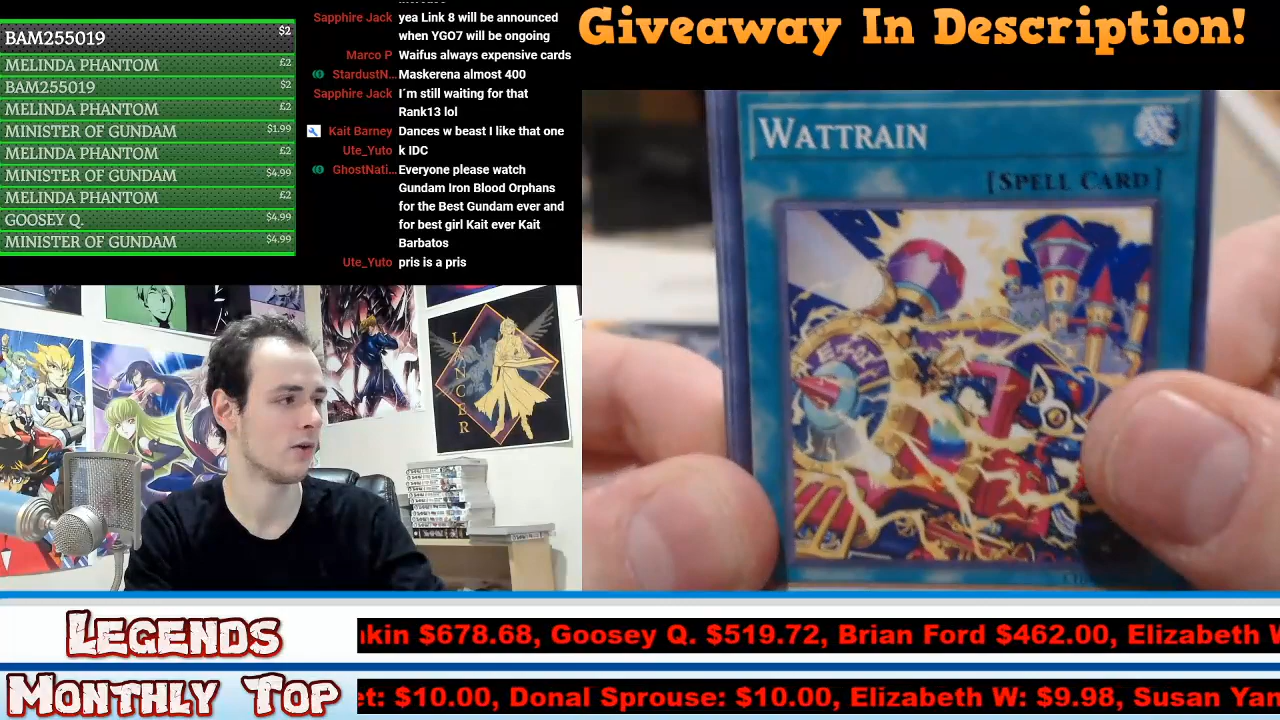 Giveaway In Description!
BAM255019 $2
MELINDA PHANTOM £2
BAM255019 $2
MELINDA PHANTOM £2
MINISTER OF GUNDAM $1.99
MELINDA PHANTOM £2
MINISTER OF GUNDAM $4.99
MELINDA PHANTOM £2
GOOSEY Q. $4.99
MINISTER OF GUNDAM $4.99
Sapphire Jack yea Link 8 will be announced
when YGO7 will be ongoing
Marco P Waifus always expensive cards
StardustN... Maskerena almost 400
Sapphire Jack I´m still waiting for that
Rank13 lol
Kait Barney Dances w beast I like that one
Ute_Yuto k IDC
GhostNati... Everyone please watch
Gundam Iron Blood Orphans
for the Best Gundam ever and
for best girl Kait ever Kait
Barbatos
Ute_Yuto pris is a pris
WATTRAIN
[SPELL CARD]
LANCER
LEGENDS
kin $678.68, Goosey Q. $519.72, Brian Ford $462.00, Elizabeth W
MONTHLY TOP
et: $10.00, Donal Sprouse: $10.00, Elizabeth W: $9.98, Susan Yar